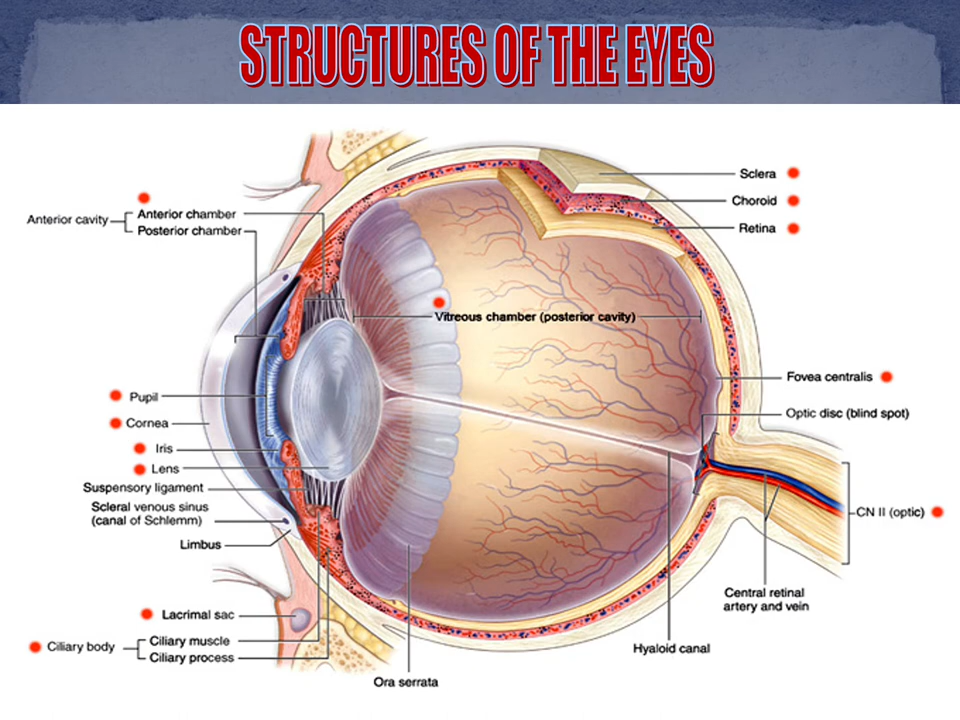 STRUCTURES OF THE EYES
Sclera
Choroid
Retina
Anterior cavity
Anterior chamber
Posterior chamber
Vitreous chamber (posterior cavity)
Fovea centralis
Optic disc (blind spot)
Pupil
Cornea
Iris
Lens
Suspensory ligament
Scleral venous sinus
(canal of Schlemm)
Limbus
CN II (optic)
Central retinal
artery and vein
Lacrimal sac
Ciliary body
Ciliary muscle
Ciliary process
Hyaloid canal
Ora serrata